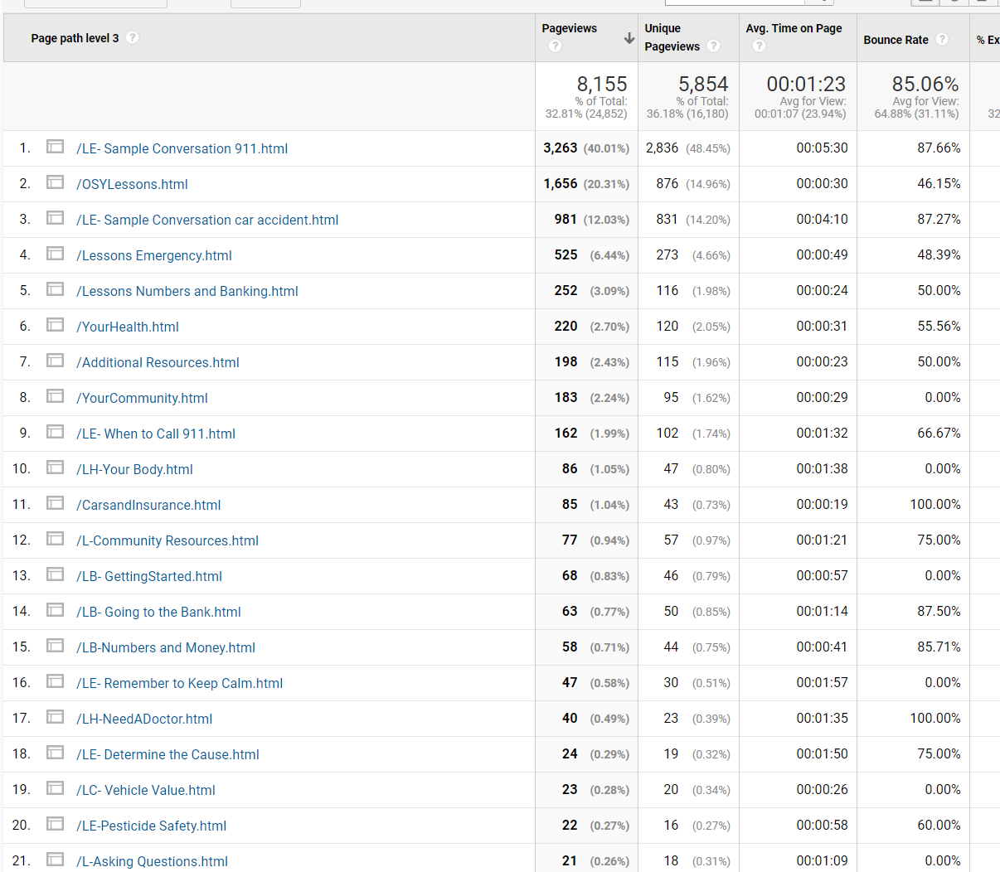 Page path level 3 ? Pageviews ? Unique Pageviews ? Avg. Time on Page ? Bounce Rate ? % Ex
8,155 5,854 00:01:23 85.06%
% of Total: % of Total: Avg for View: Avg for View:
32.81% (24,852) 36.18% (16,180) 00:01:07 (23.94%) 64.88% (31.11%) 32
1. /LE- Sample Conversation 911.html 3,263 (40.01%) 2,836 (48.45%) 00:05:30 87.66%
2. /OSYLessons.html 1,656 (20.31%) 876 (14.96%) 00:00:30 46.15%
3. /LE- Sample Conversation car accident.html 981 (12.03%) 831 (14.20%) 00:04:10 87.27%
4. /Lessons Emergency.html 525 (6.44%) 273 (4.66%) 00:00:49 48.39%
5. /Lessons Numbers and Banking.html 252 (3.09%) 116 (1.98%) 00:00:24 50.00%
6. /YourHealth.html 220 (2.70%) 120 (2.05%) 00:00:31 55.56%
7. /Additional Resources.html 198 (2.43%) 115 (1.96%) 00:00:23 50.00%
8. /YourCommunity.html 183 (2.24%) 95 (1.62%) 00:00:29 0.00%
9. /LE- When to Call 911.html 162 (1.99%) 102 (1.74%) 00:01:32 66.67%
10. /LH-Your Body.html 86 (1.05%) 47 (0.80%) 00:01:38 0.00%
11. /CarsandInsurance.html 85 (1.04%) 43 (0.73%) 00:00:19 100.00%
12. /L-Community Resources.html 77 (0.94%) 57 (0.97%) 00:01:21 75.00%
13. /LB- GettingStarted.html 68 (0.83%) 46 (0.79%) 00:00:57 0.00%
14. /LB- Going to the Bank.html 63 (0.77%) 50 (0.85%) 00:01:14 87.50%
15. /LB-Numbers and Money.html 58 (0.71%) 44 (0.75%) 00:00:41 85.71%
16. /LE- Remember to Keep Calm.html 47 (0.58%) 30 (0.51%) 00:01:57 0.00%
17. /LH-NeedADoctor.html 40 (0.49%) 23 (0.39%) 00:01:35 100.00%
18. /LE- Determine the Cause.html 24 (0.29%) 19 (0.32%) 00:01:50 75.00%
19. /LC- Vehicle Value.html 23 (0.28%) 20 (0.34%) 00:00:26 0.00%
20. /LE-Pesticide Safety.html 22 (0.27%) 16 (0.27%) 00:00:58 60.00%
21. /L-Asking Questions.html 21 (0.26%) 18 (0.31%) 00:01:09 0.00%